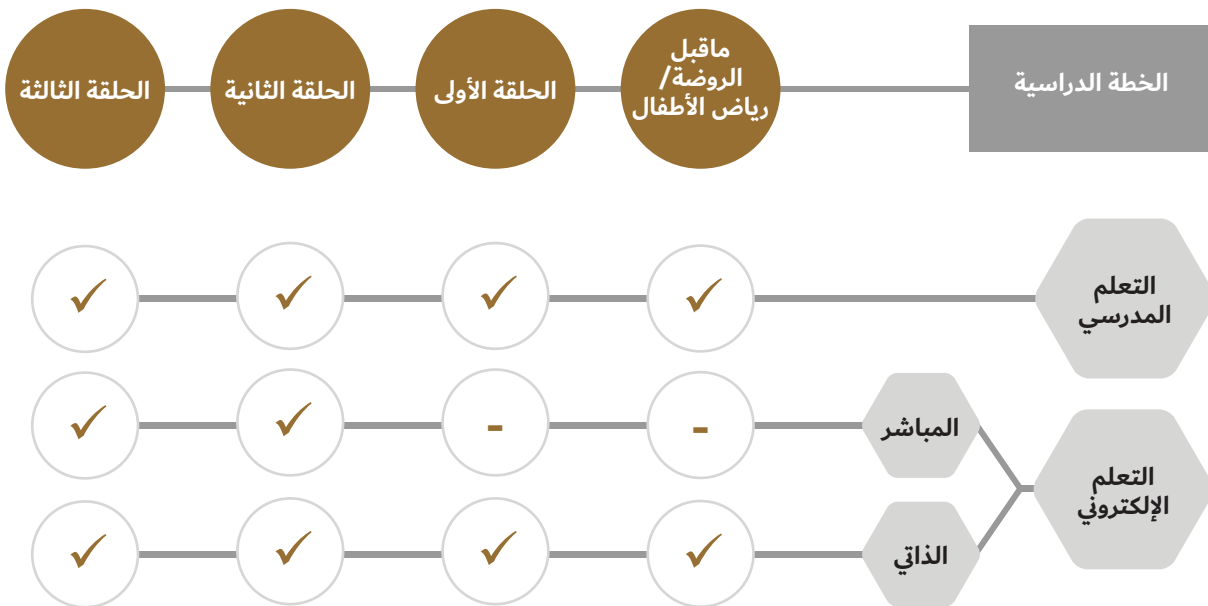 الخطة الدراسية
ماقبل
الروضة/
رياض الأطفال
الحلقة الأولى
الحلقة الثانية
الحلقة الثالثة
التعلم
المدرسي
✓ ✓ ✓ ✓
التعلم
الإلكتروني
المباشر
- - ✓ ✓
الذاتي
✓ ✓ ✓ ✓